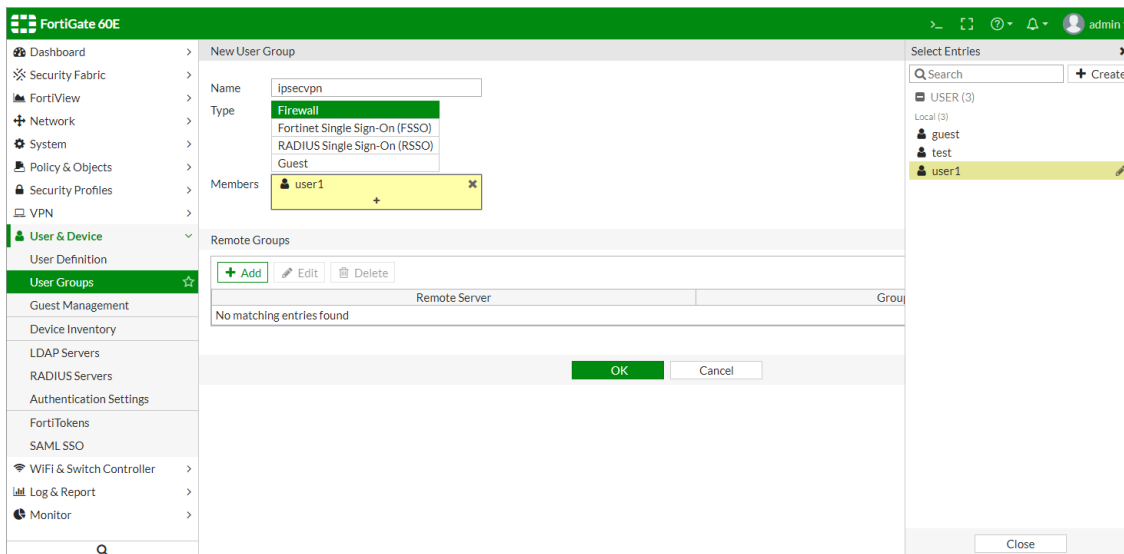 FortiGate 60E
admin
Dashboard
Security Fabric
FortiView
Network
System
Policy & Objects
Security Profiles
VPN
User & Device
User Definition
User Groups
Guest Management
Device Inventory
LDAP Servers
RADIUS Servers
Authentication Settings
FortiTokens
SAML SSO
WiFi & Switch Controller
Log & Report
Monitor
New User Group
Name ipsecvpn
Type Firewall
Fortinet Single Sign-On (FSSO)
RADIUS Single Sign-On (RSSO)
Guest
Members user1
+
Remote Groups
+ Add Edit Delete
Remote Server Group
No matching entries found
OK Cancel
Select Entries
Search + Create
USER (3)
Local (3)
guest
test
user1
Close